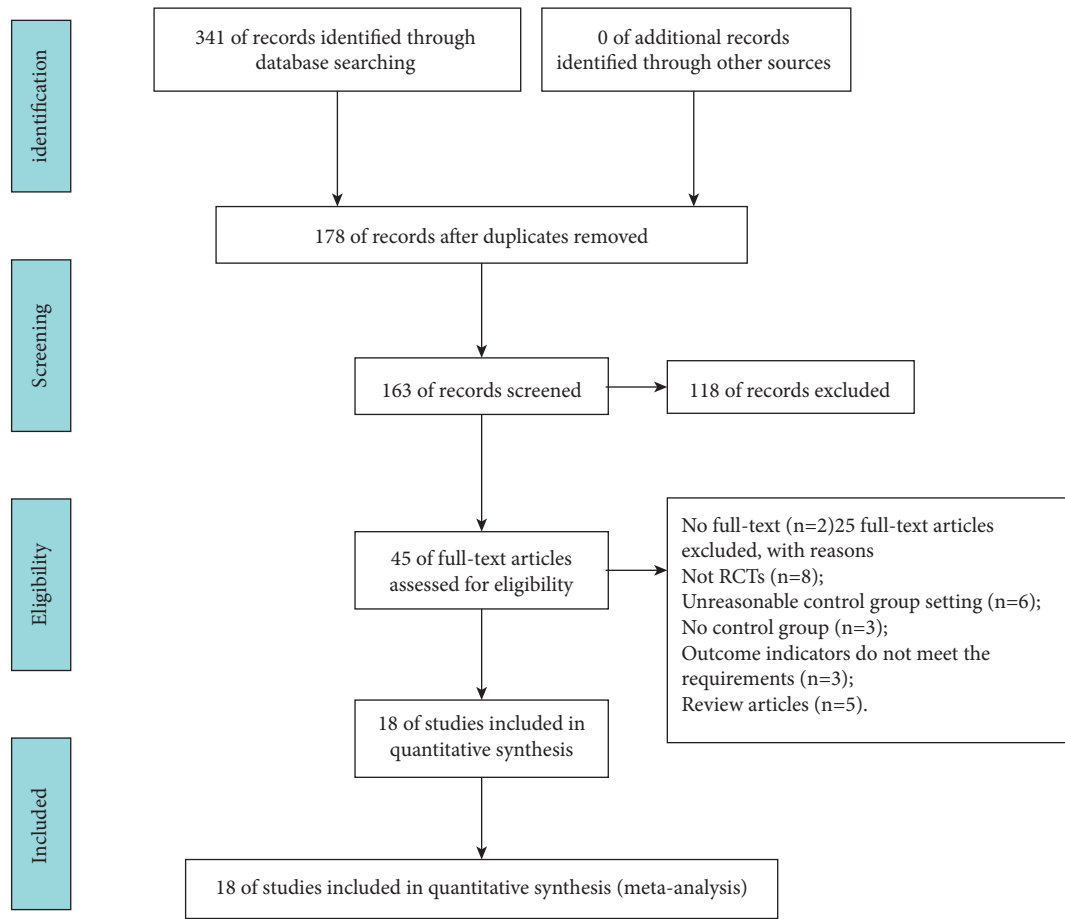 identification
341 of records identified through
database searching
0 of additional records
identified through other sources
178 of records after duplicates removed
Screening
163 of records screened
118 of records excluded
Eligibility
45 of full-text articles
assessed for eligibility
No full-text (n=2)25 full-text articles
excluded, with reasons
Not RCTs (n=8);
Unreasonable control group setting (n=6);
No control group (n=3);
Outcome indicators do not meet the
requirements (n=3);
Review articles (n=5).
18 of studies included in
quantitative synthesis
Included
18 of studies included in quantitative synthesis (meta-analysis)